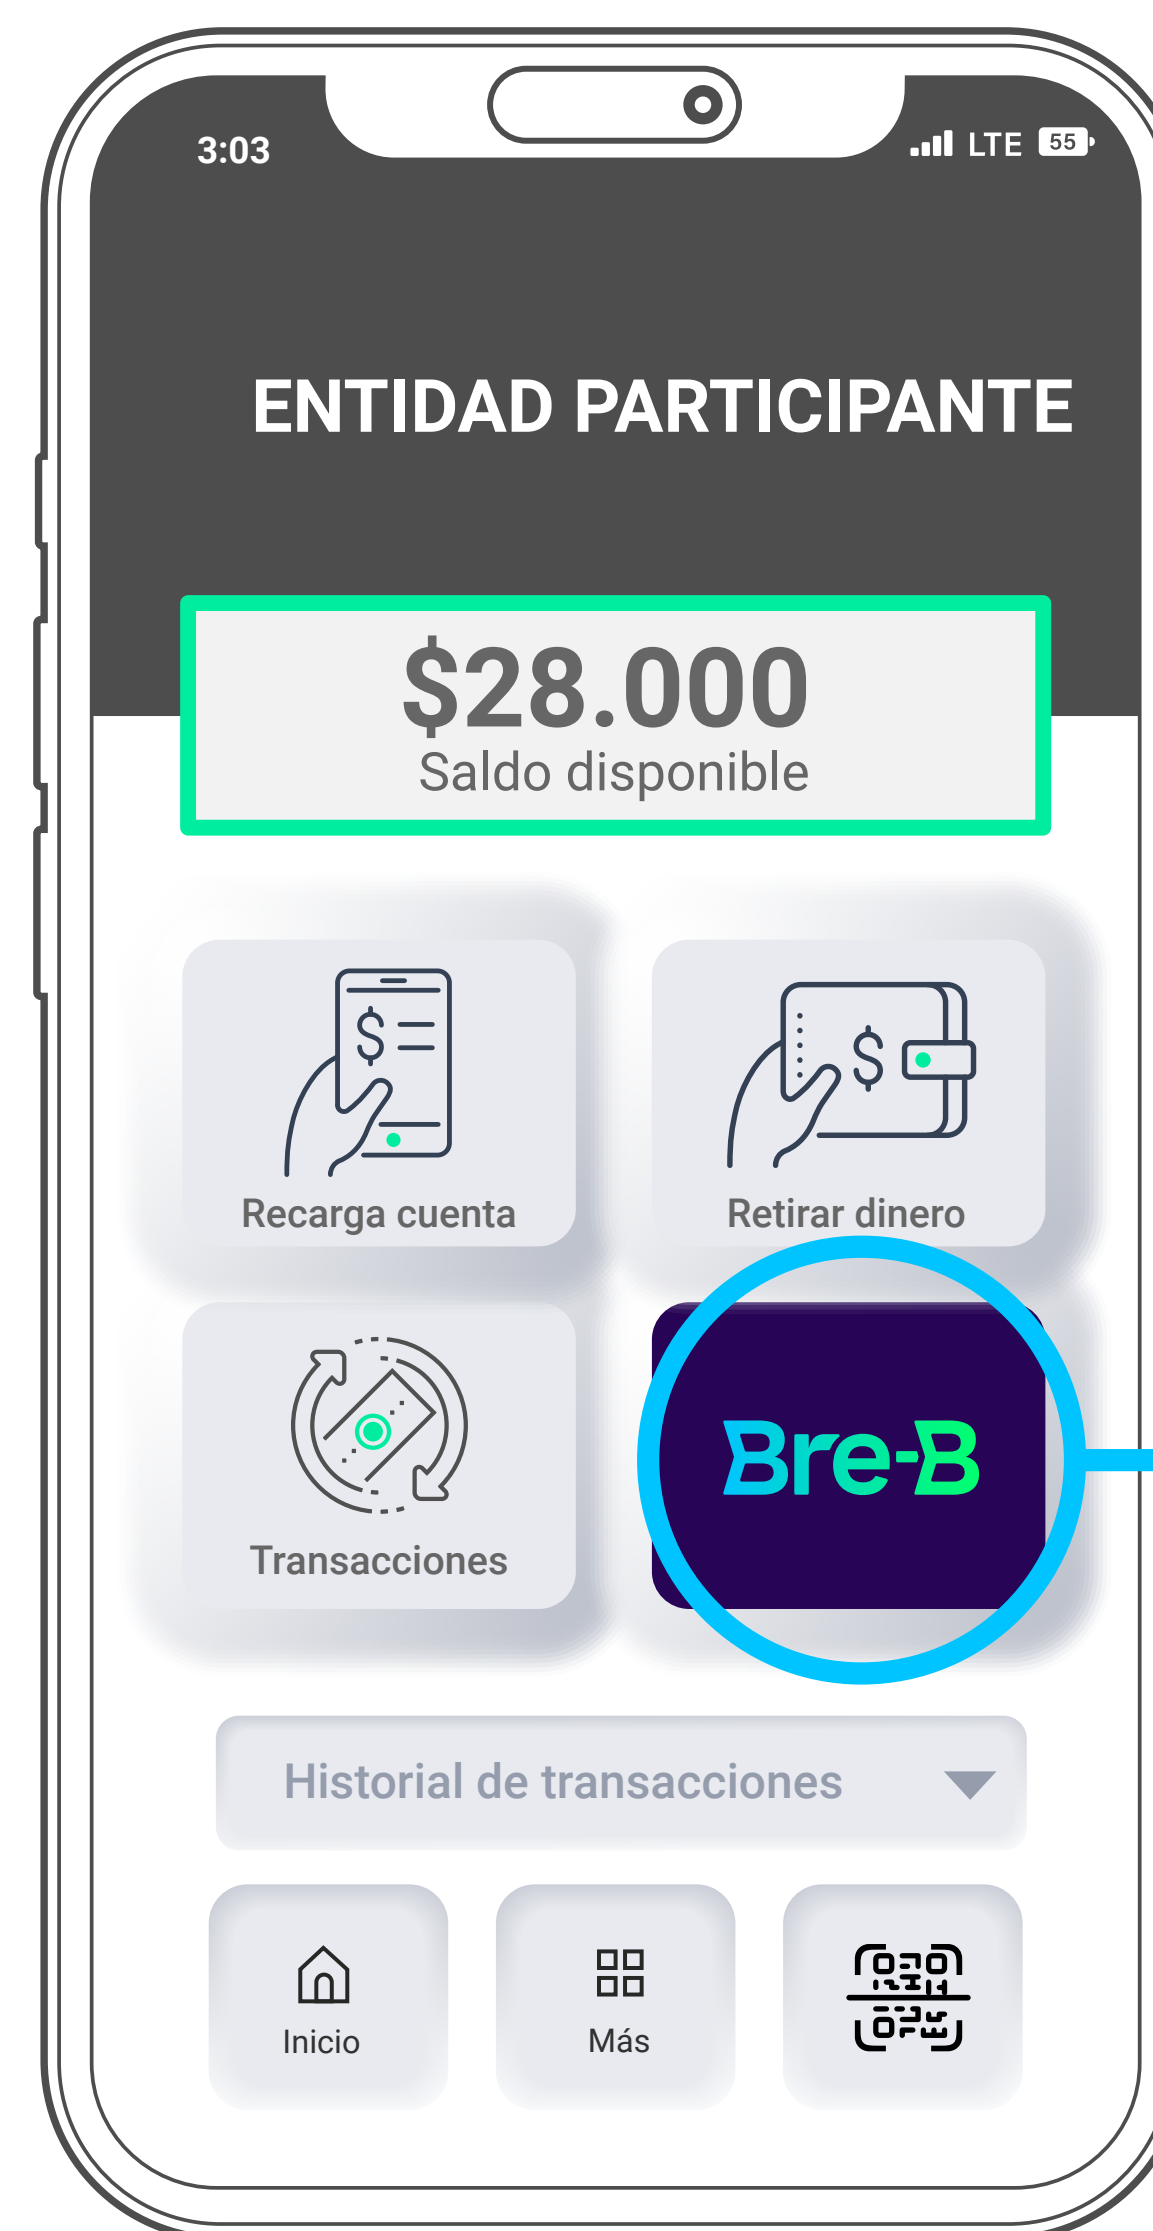 3:03
LTE 55
ENTIDAD PARTICIPANTE
$28.000
Saldo disponible
Recarga cuenta
Retirar dinero
Transacciones
Bre-B
Historial de transacciones
Inicio
Más